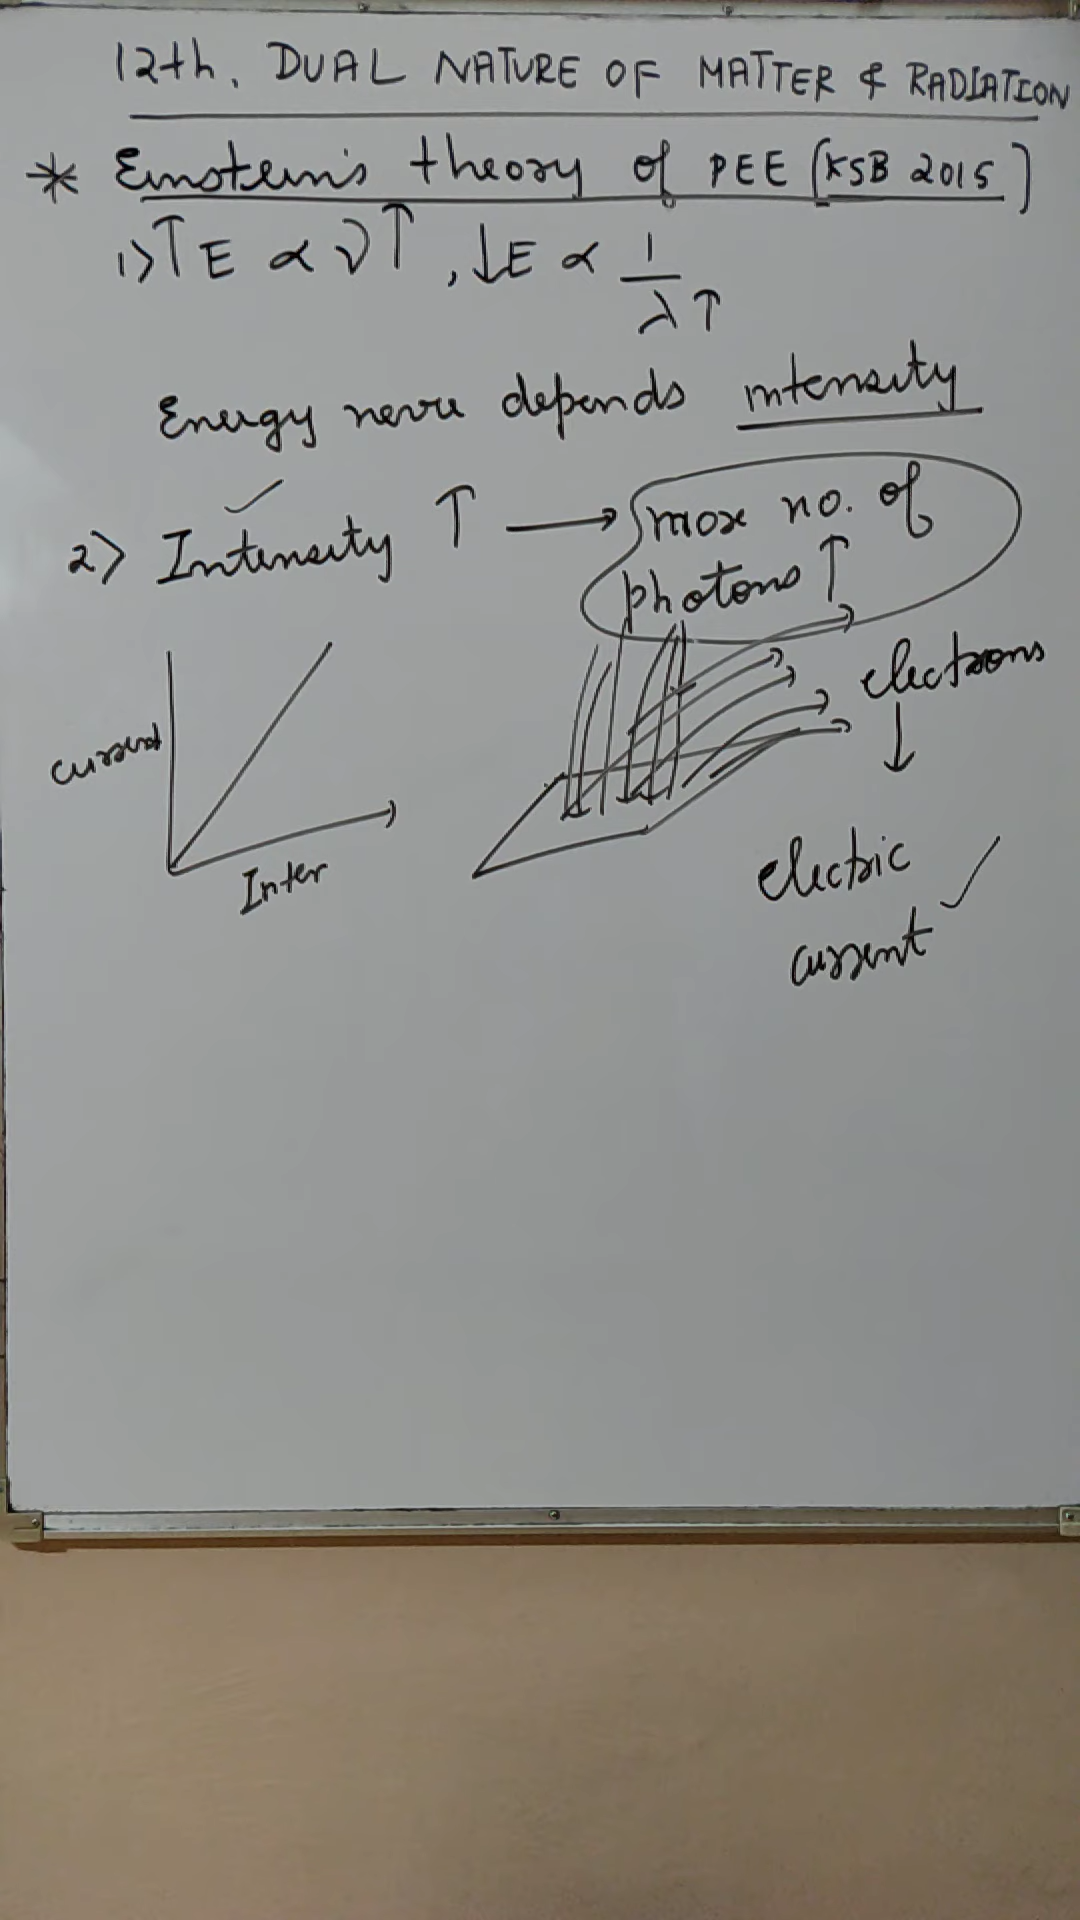 12th. DUAL NATURE OF MATTER & RADIATION
* Einstein's theory of PEE [KSB 2015]
1) ↑E ∝ ν↑, ↓E ∝ 1/λ↑
Energy never depends intensity
2) Intensity ↑ → more no. of
photons ↑
electrons
↓
current
Inten
electric
current